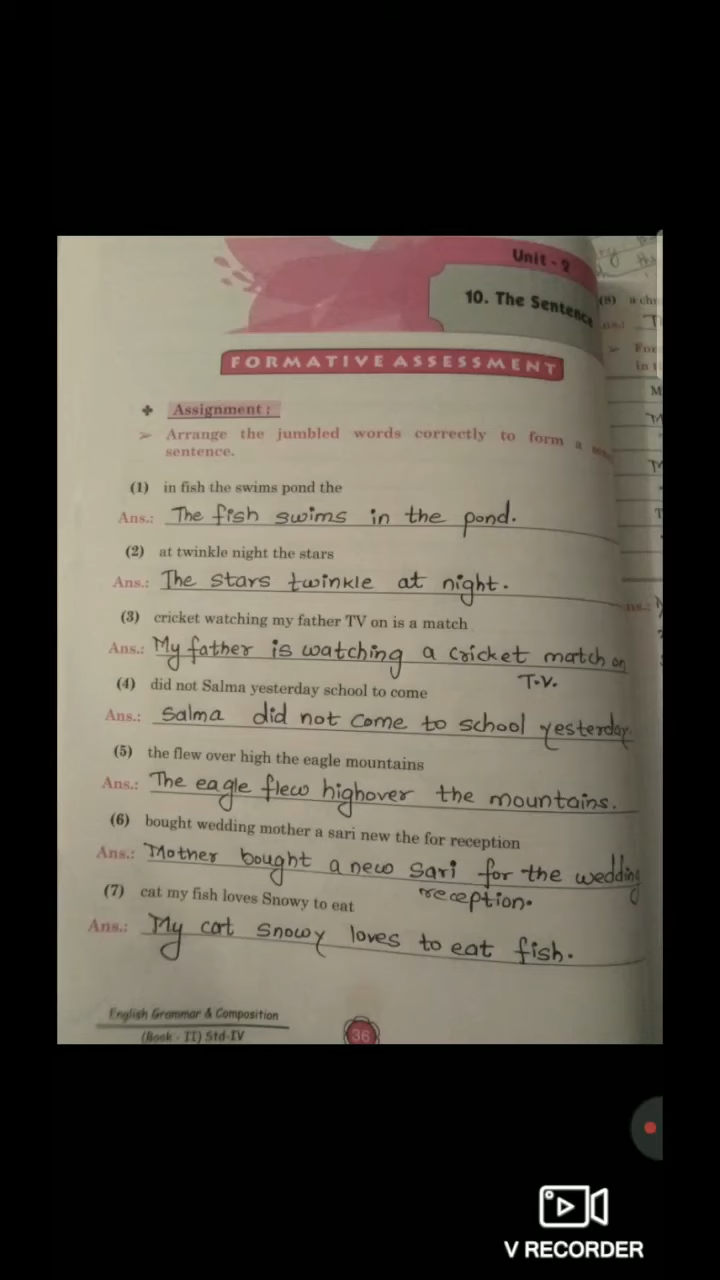 Unit - 2
10. The Sentence
FORMATIVE ASSESSMENT
Assignment :
Arrange the jumbled words correctly to form a
sentence.
(1) in fish the swims pond the
Ans.: The fish swims in the pond.
(2) at twinkle night the stars
Ans.: The stars twinkle at night.
(3) cricket watching my father TV on is a match
Ans.: My father is watching a cricket match on
T.V.
(4) did not Salma yesterday school to come
Ans.: Salma did not come to school yesterday.
(5) the flew over high the eagle mountains
Ans.: The eagle flew highover the mountains.
(6) bought wedding mother a sari new the for reception
Ans.: Mother bought a new sari for the wedding
reception.
(7) cat my fish loves Snowy to eat
Ans.: My cat snowy loves to eat fish.
English Grammar & Composition
(Book - II) Std-IV
36
(8)
V RECORDER